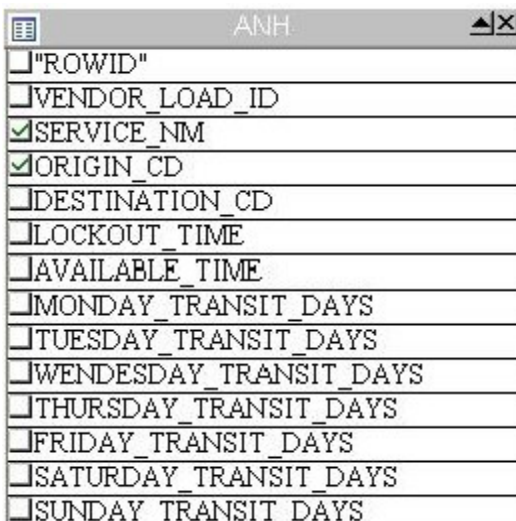 ANH
"ROWID"
VENDOR_LOAD_ID
SERVICE_NM
ORIGIN_CD
DESTINATION_CD
LOCKOUT_TIME
AVAILABLE_TIME
MONDAY_TRANSIT_DAYS
TUESDAY_TRANSIT_DAYS
WENDESDAY_TRANSIT_DAYS
THURSDAY_TRANSIT_DAYS
FRIDAY_TRANSIT_DAYS
SATURDAY_TRANSIT_DAYS
SUNDAY_TRANSIT_DAYS